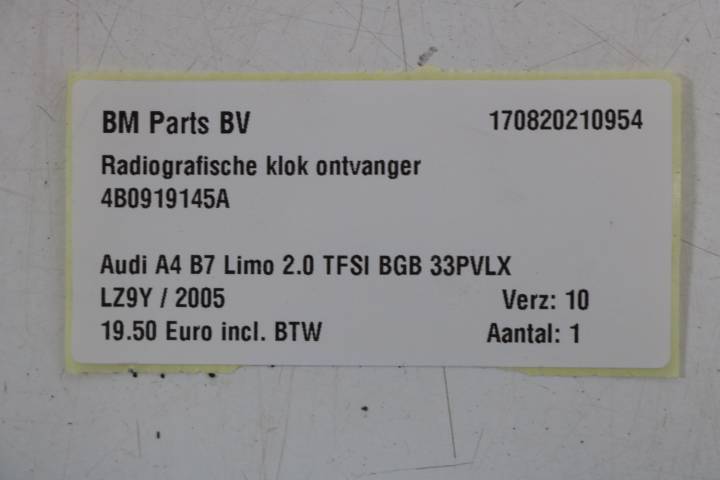 BM Parts BV 170820210954
Radiografische klok ontvanger
4B0919145A
Audi A4 B7 Limo 2.0 TFSI BGB 33PVLX
LZ9Y / 2005 Verz: 10
19.50 Euro incl. BTW Aantal: 1